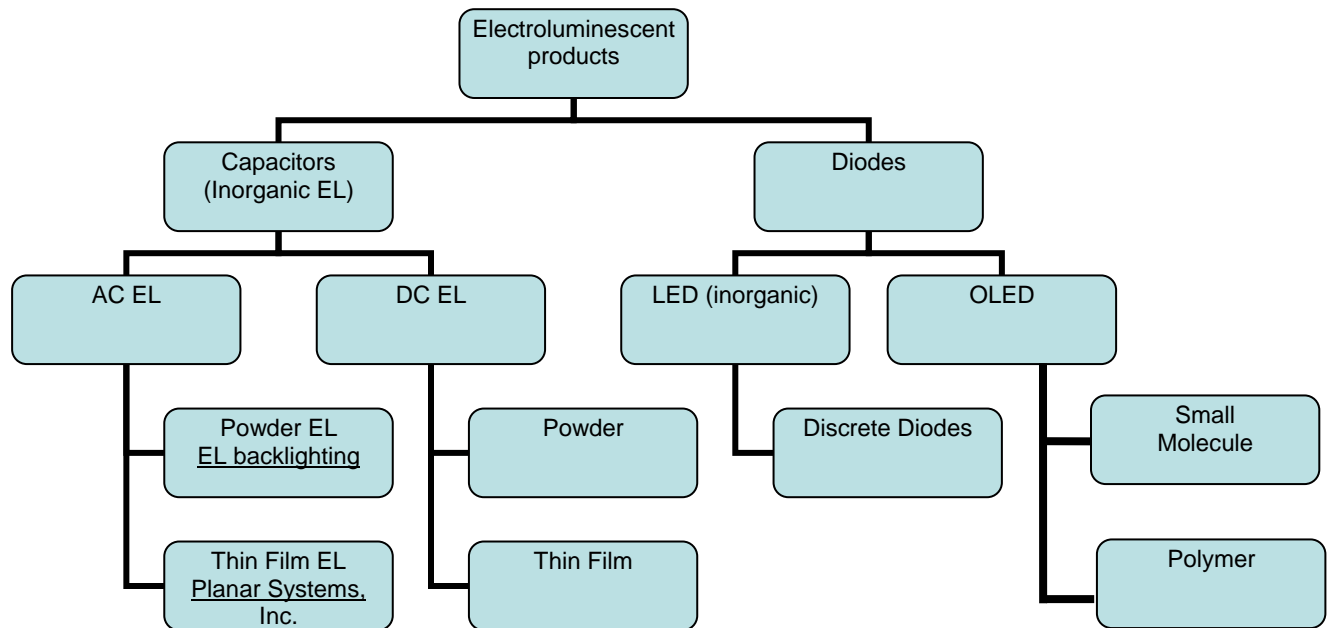 Electroluminescent
products
Capacitors
(Inorganic EL)
Diodes
AC EL
DC EL
LED (inorganic)
OLED
Powder EL
EL backlighting
Powder
Discrete Diodes
Small
Molecule
Thin Film EL
Planar Systems,
Inc.
Thin Film
Polymer